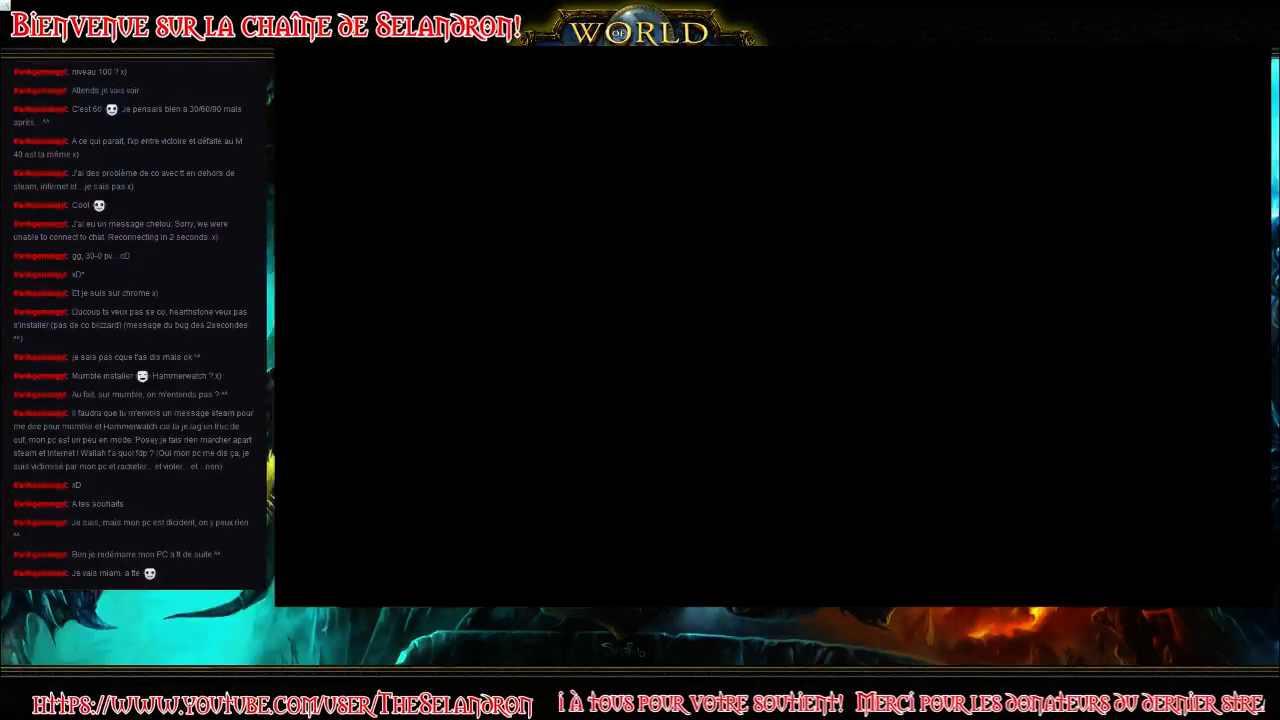 Bienvenue sur la chaîne de Selandron!
WORLD
OF
niveau 100 ? x)
Attends je vais voir
C'est 60 Je pensais bien a 30/60/90 mais
après... ^^
A ce qui parait, l'xp entre victoire et défaite au M
40 est la même x)
J'ai des problème de co avec tt en dehors de
steam, internet et ...je sais pas x)
Cool
J'ai eu un message chelou: Sorry, we were
unable to connect to chat. Reconnecting in 2 seconds. x)
gg, 30-0 pv... cD
xD*
Et je suis sur chrome x)
Ducoup ts veux pas se co, hearthstone veux pas
s'installer (pas de co blizzard) (message du bug des 2secondes
^^)
je sais pas cque t'as dis mais ok ^^
Mumble installer Hammerwatch ? x)
Au fait, sur mumble, on m'entends pas ? ^^
Il faudra que tu m'envois un message steam pour
me dire pour mumble et Hammerwatch car là je lag un truc de
ouf, mon pc est un peu en mode: Posey je fais rien marcher apart
steam et internet ! Wallah t'a quoi fdp ? (Oui mon pc me dis ça, je
suis victimisé par mon pc et racketer... et violer... et... rien)
xD
A tes souhaits
Je sais, mais mon pc est dicident, on y peux rien
^^
Bon je redémarre mon PC a tt de suite ^^
Je vais miam. a tte
https://www.youtube.com/user/TheSelandron
i à tous pour votre soutient! Merci pour les donateurs du dernier stre